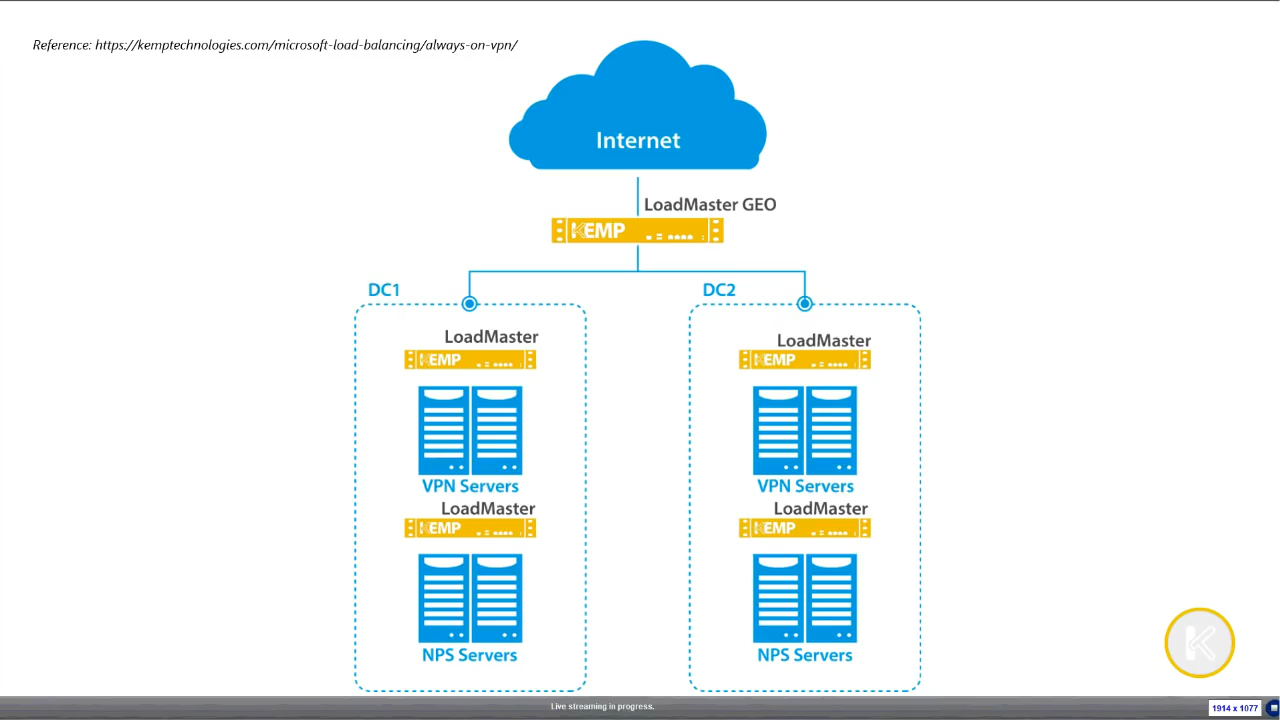 Reference: https://kemptechnologies.com/microsoft-load-balancing/always-on-vpn/
Internet
LoadMaster GEO
KEMP
DC1
DC2
LoadMaster
LoadMaster
KEMP
KEMP
VPN Servers
VPN Servers
LoadMaster
LoadMaster
KEMP
KEMP
NPS Servers
NPS Servers
K
Live streaming in progress.
1914 x 1077